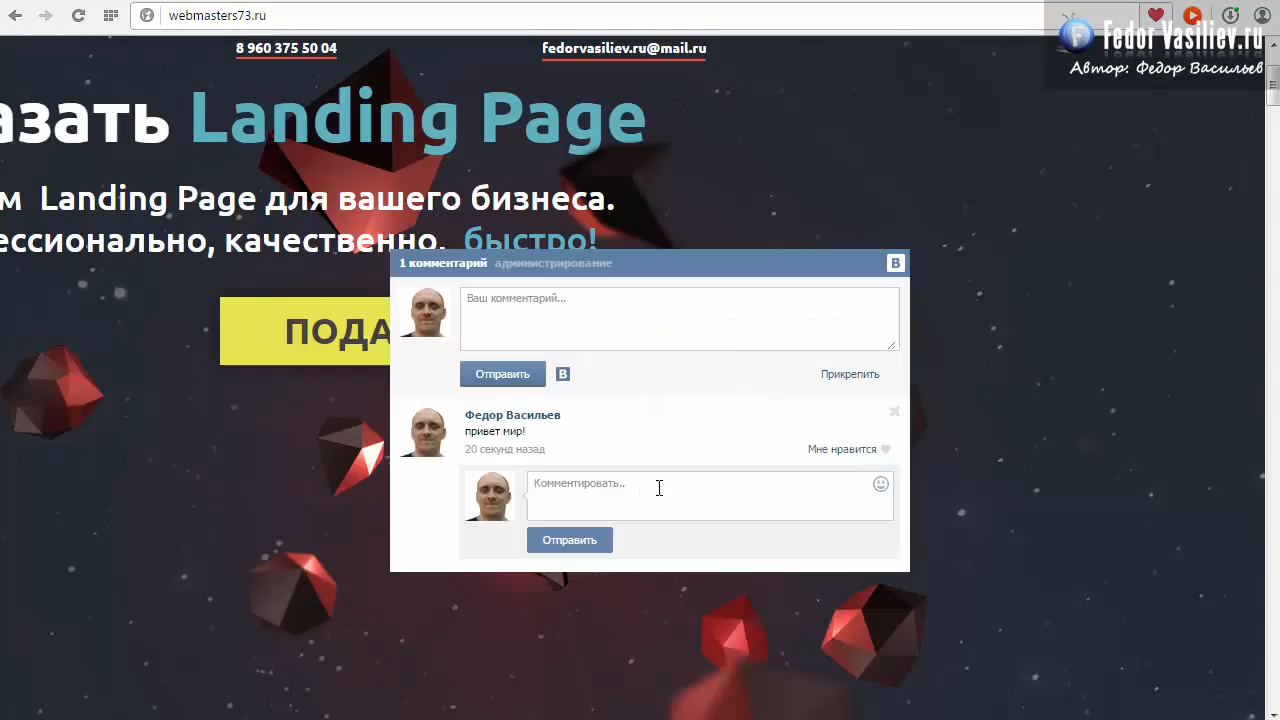 webmasters73.ru
Fedor Vasiliev.ru
Автор: Федор Васильев
8 960 375 50 04
fedorvasiliev.ru@mail.ru
азать Landing Page
м Landing Page для вашего бизнеса.
ессионально, качественно, быстро!
1 комментарий администрирование
B
Ваш комментарий...
ПОДА
Отправить
B
Прикрепить
Федор Васильев
привет мир!
20 секунд назад
Мне нравится
Комментировать..
Отправить